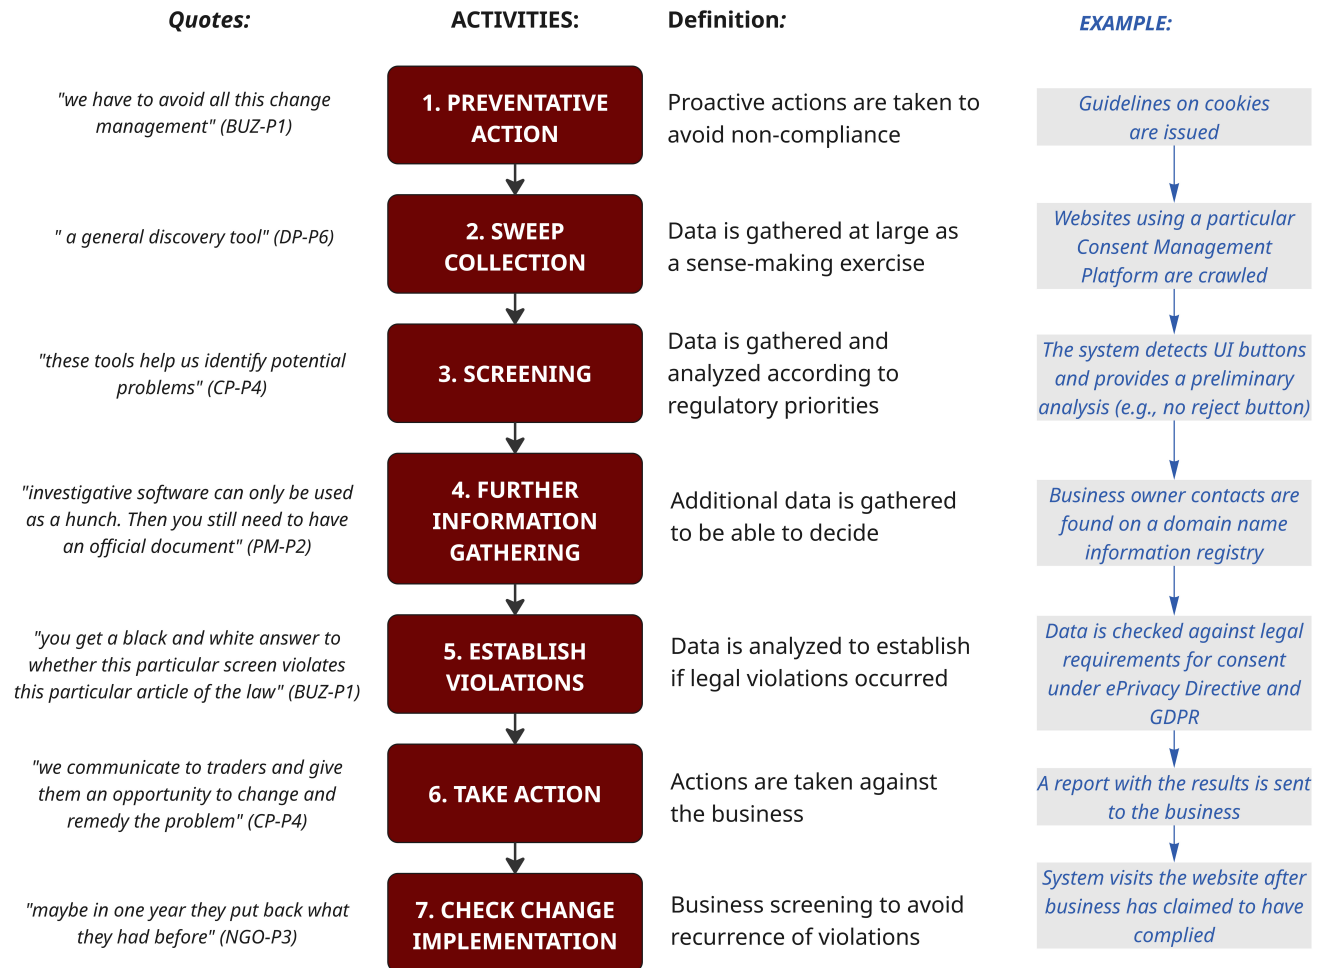 Quotes:
ACTIVITIES:
Definition:
EXAMPLE:
"we have to avoid all this change
management" (BUZ-P1)
1. PREVENTATIVE
ACTION
Proactive actions are taken to
avoid non-compliance
Guidelines on cookies
are issued
" a general discovery tool" (DP-P6)
2. SWEEP
COLLECTION
Data is gathered at large as
a sense-making exercise
Websites using a particular
Consent Management
Platform are crawled
"these tools help us identify potential
problems" (CP-P4)
3. SCREENING
Data is gathered and
analyzed according to
regulatory priorities
The system detects UI buttons
and provides a preliminary
analysis (e.g., no reject button)
"investigative software can only be used
as a hunch. Then you still need to have
an official document" (PM-P2)
4. FURTHER
INFORMATION
GATHERING
Additional data is gathered
to be able to decide
Business owner contacts are
found on a domain name
information registry
"you get a black and white answer to
whether this particular screen violates
this particular article of the law" (BUZ-P1)
5. ESTABLISH
VIOLATIONS
Data is analyzed to establish
if legal violations occurred
Data is checked against legal
requirements for consent
under ePrivacy Directive and
GDPR
"we communicate to traders and give
them an opportunity to change and
remedy the problem" (CP-P4)
6. TAKE ACTION
Actions are taken against
the business
A report with the results is sent
to the business
"maybe in one year they put back what
they had before" (NGO-P3)
7. CHECK CHANGE
IMPLEMENTATION
Business screening to avoid
recurrence of violations
System visits the website after
business has claimed to have
complied